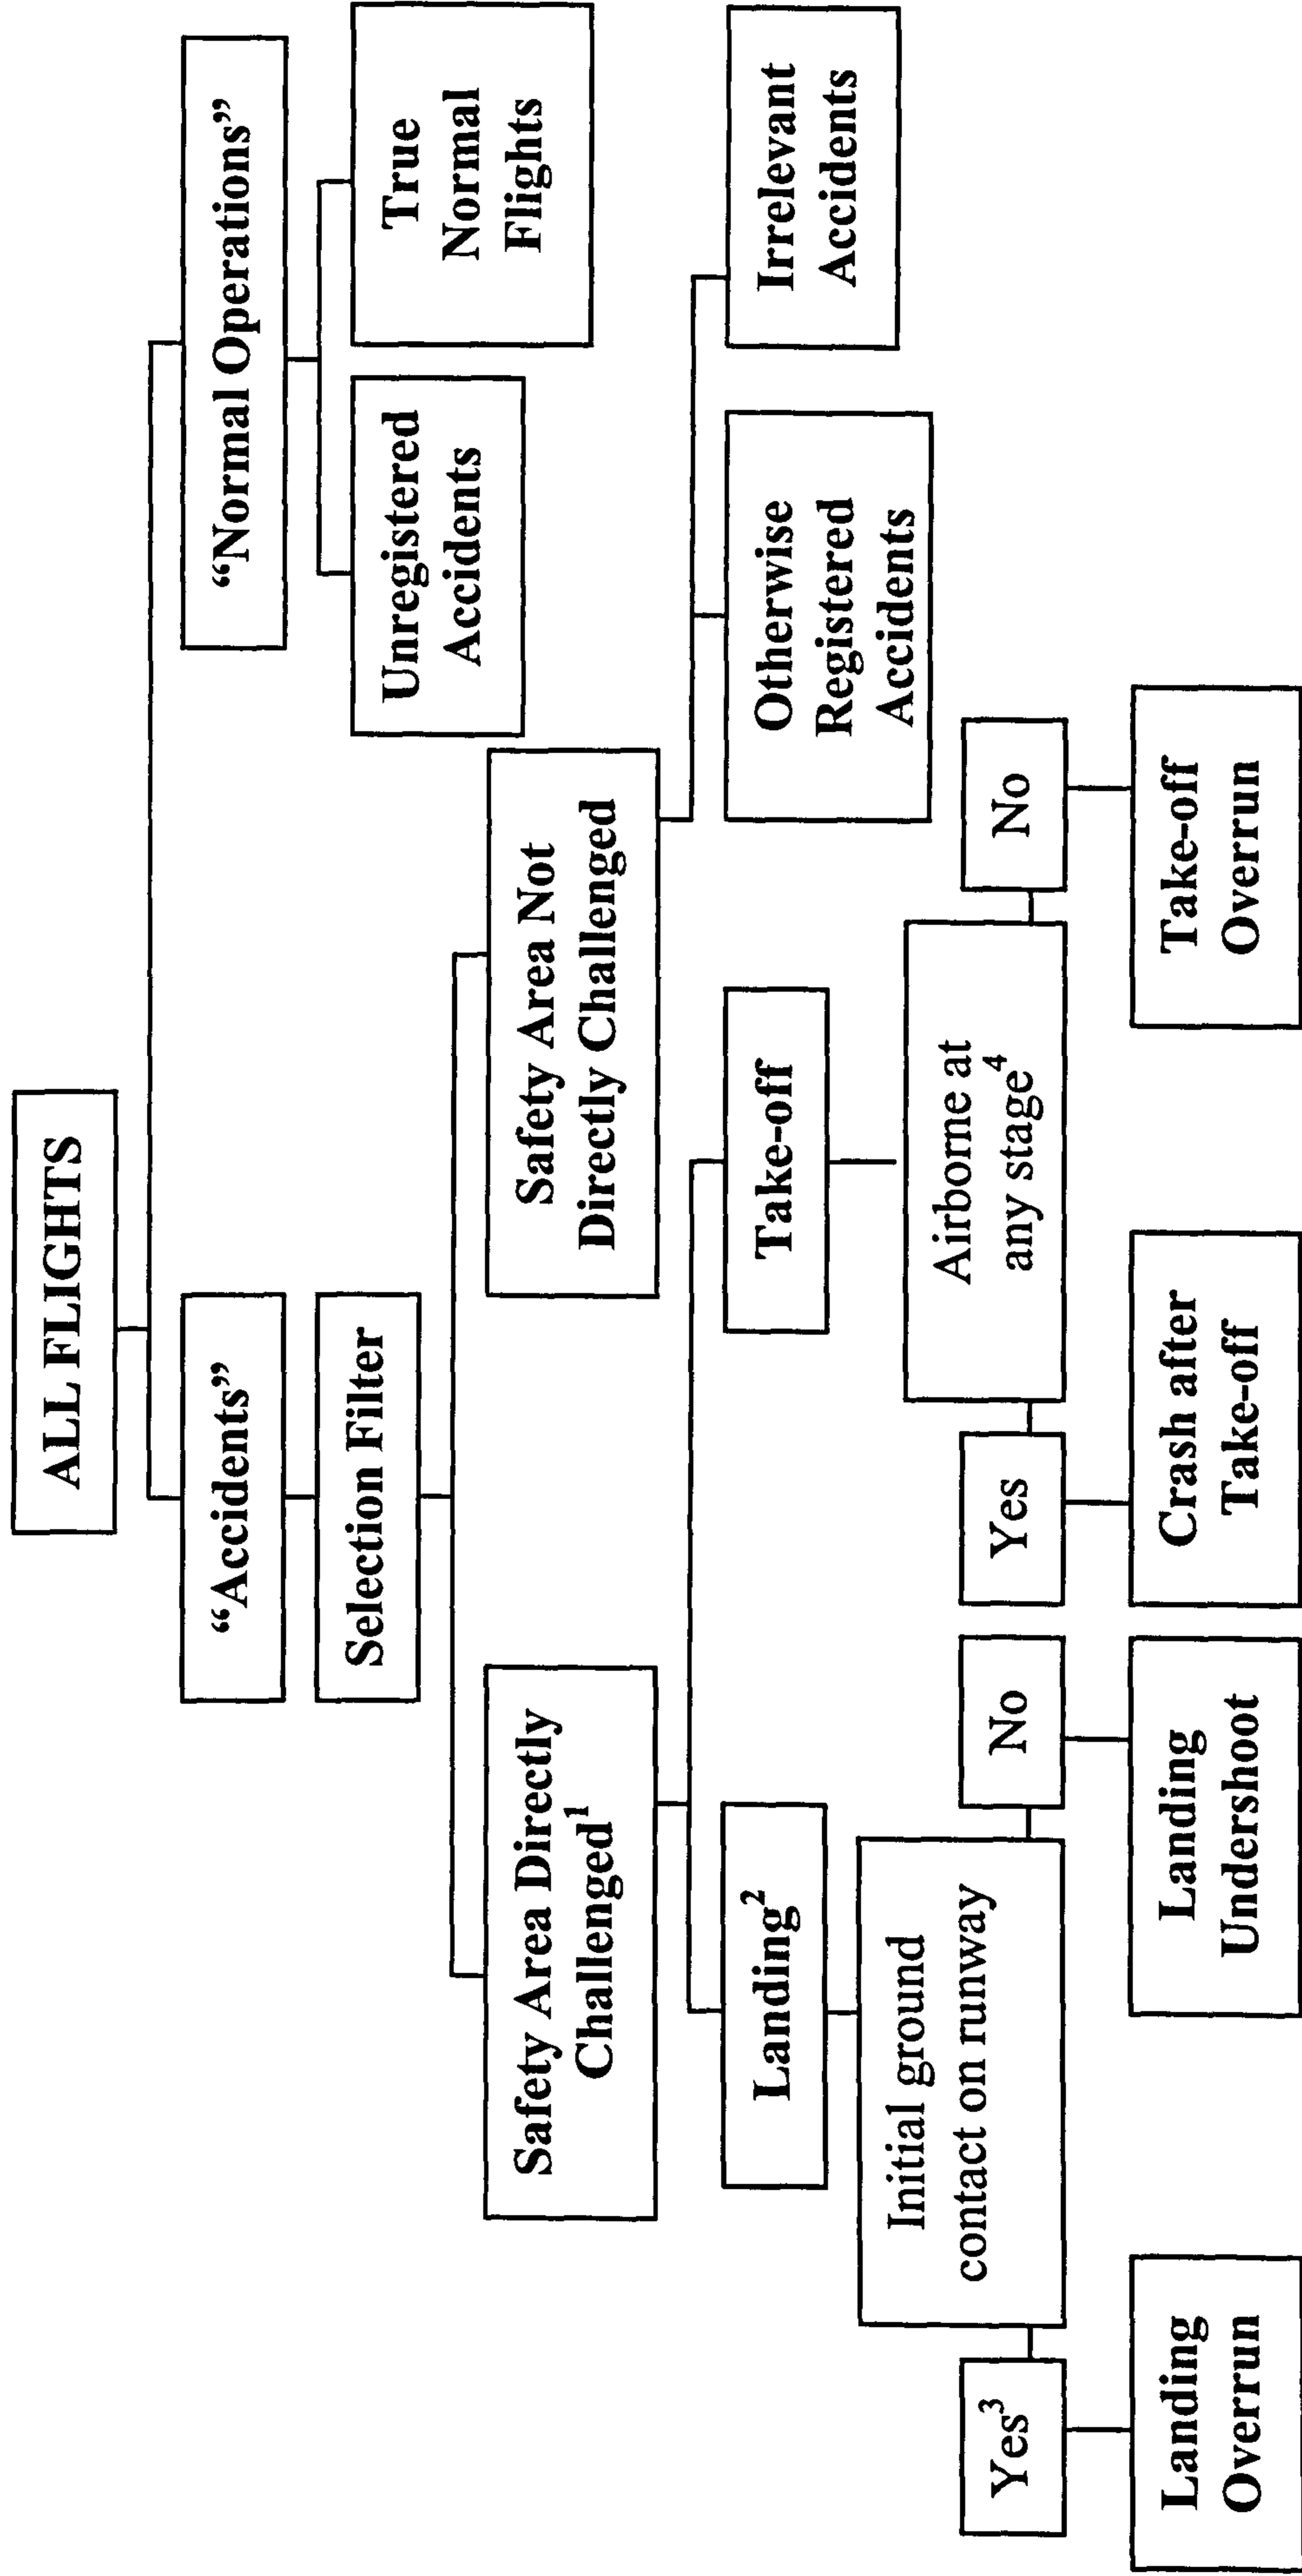 ALL FLIGHTS
“Accidents”
“Normal Operations”
Selection Filter
Unregistered
Accidents
True
Normal
Flights
Safety Area Directly
Challenged¹
Safety Area Not
Directly Challenged
Landing²
Take-off
Otherwise
Registered
Accidents
Irrelevant
Accidents
Initial ground
contact on runway
Airborne at
any stage⁴
Yes³
No
Yes
No
Landing
Overrun
Landing
Undershoot
Crash after
Take-off
Take-off
Overrun